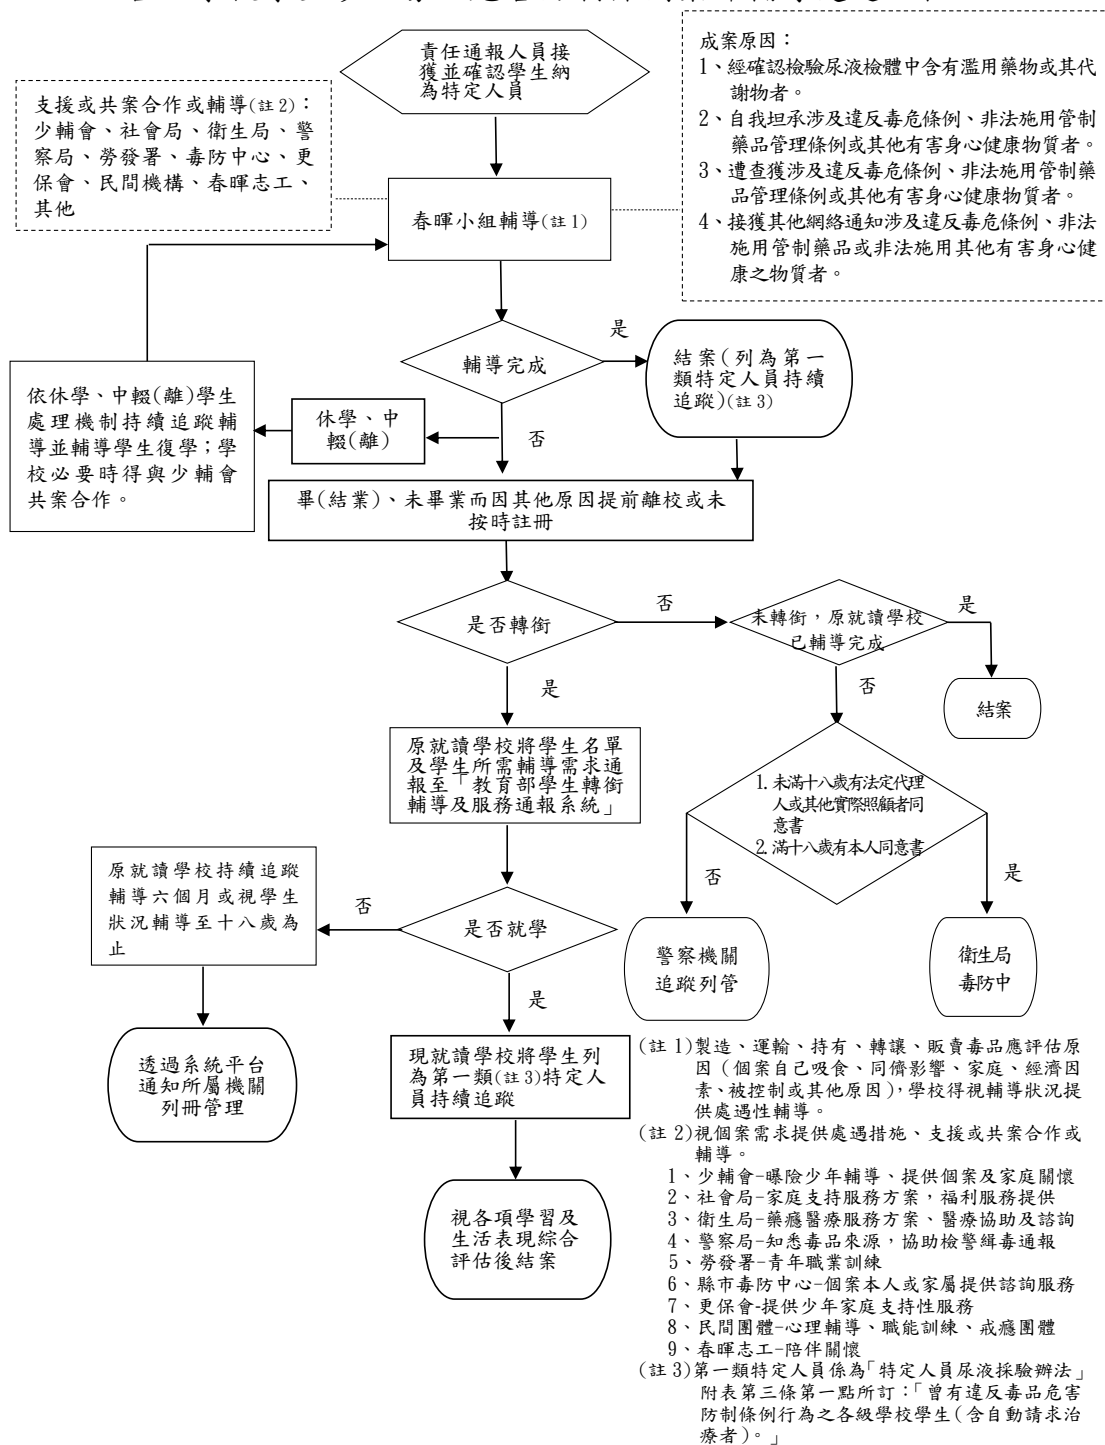 責任通報人員接
獲並確認學生納
為特定人員
成案原因：
1、經確認檢驗尿液檢體中含有濫用藥物或其代
謝物者。
2、自我坦承涉及違反毒危條例、非法施用管制
藥品管理條例或其他有害身心健康物質者。
3、遭查獲涉及違反毒危條例、非法施用管制藥
品管理條例或其他有害身心健康物質者。
4、接獲其他網絡通知涉及違反毒危條例、非法
施用管制藥品或非法施用其他有害身心健
康之物質者。
支援或共案合作或輔導(註2)：
少輔會、社會局、衛生局、警
察局、勞發署、毒防中心、更
保會、民間機構、春暉志工、
其他
春暉小組輔導(註1)
輔導完成
是
結案(列為第一
類特定人員持續
追蹤)(註3)
否
休學、中
輟(離)
依休學、中輟(離)學生
處理機制持續追蹤輔
導並輔導學生復學；學
校必要時得與少輔會
共案合作。
畢(結業)、未畢業而因其他原因提前離校或未
按時註冊
是否轉銜
否
未轉銜，原就讀學校
已輔導完成
是
結案
是
否
原就讀學校將學生名單
及學生所需輔導需求通
報至「教育部學生轉銜
輔導及服務通報系統」
1.未滿十八歲有法定代理
人或其他實際照顧者同
意書
2.滿十八歲有本人同意書
否
是
警察機關
追蹤列管
衛生局
毒防中
是否就學
否
原就讀學校持續追蹤
輔導六個月或視學生
狀況輔導至十八歲為
止
透過系統平台
通知所屬機關
列冊管理
是
現就讀學校將學生列
為第一類(註3)特定人
員持續追蹤
視各項學習及
生活表現綜合
評估後結案
(註1)製造、運輸、持有、轉讓、販賣毒品應評估原
因(個案自己吸食、同儕影響、家庭、經濟因
素、被控制或其他原因)，學校得視輔導狀況提
供處遇性輔導。
(註2)視個案需求提供處遇措施、支援或共案合作或
輔導。
1、少輔會-曝險少年輔導、提供個案及家庭關懷
2、社會局-家庭支持服務方案，福利服務提供
3、衛生局-藥癮醫療服務方案、醫療協助及諮詢
4、警察局-知悉毒品來源，協助檢警緝毒通報
5、勞發署-青年職業訓練
6、縣市毒防中心-個案本人或家屬提供諮詢服務
7、更保會-提供少年家庭支持性服務
8、民間團體-心理輔導、職能訓練、戒癮團體
9、春暉志工-陪伴關懷
(註3)第一類特定人員係為「特定人員尿液採驗辦法」
附表第三條第一點所訂：「曾有違反毒品危害
防制條例行為之各級學校學生(含自動請求治
療者)。」